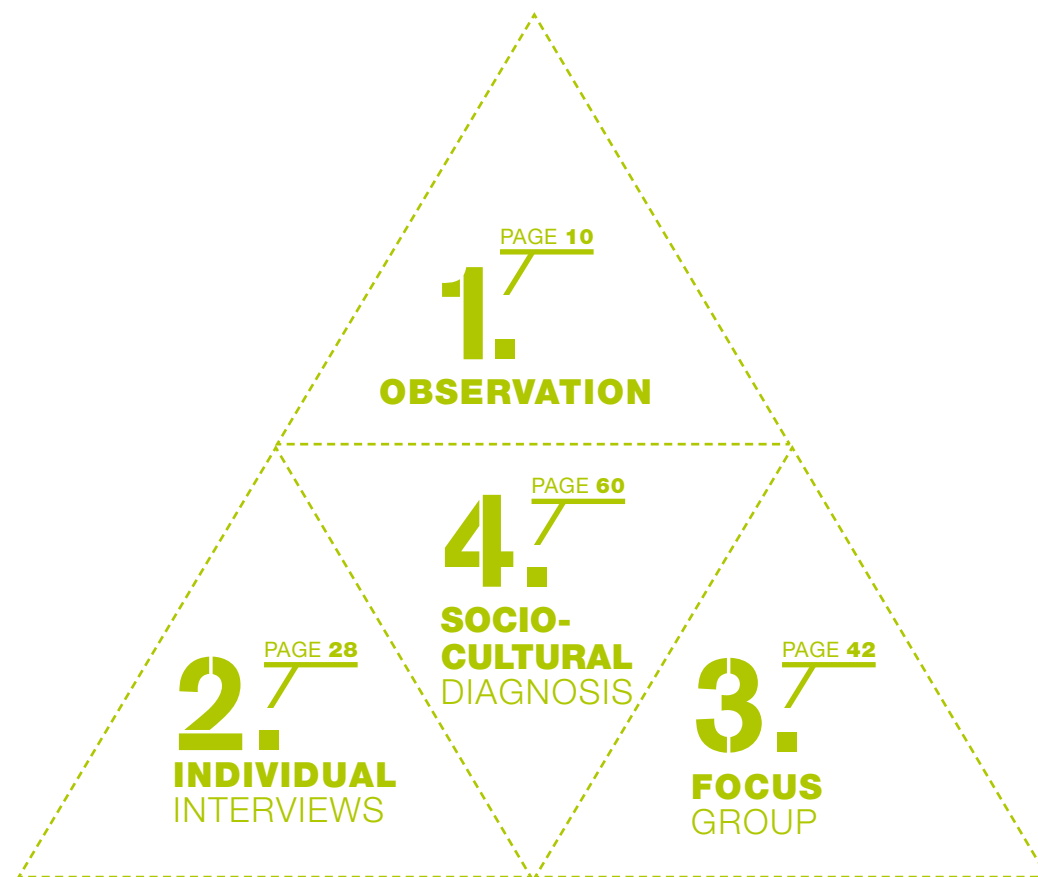 PAGE 10
1.
OBSERVATION
PAGE 60
4.
SOCIO-
CULTURAL
DIAGNOSIS
PAGE 28
2.
INDIVIDUAL
INTERVIEWS
PAGE 42
3.
FOCUS
GROUP